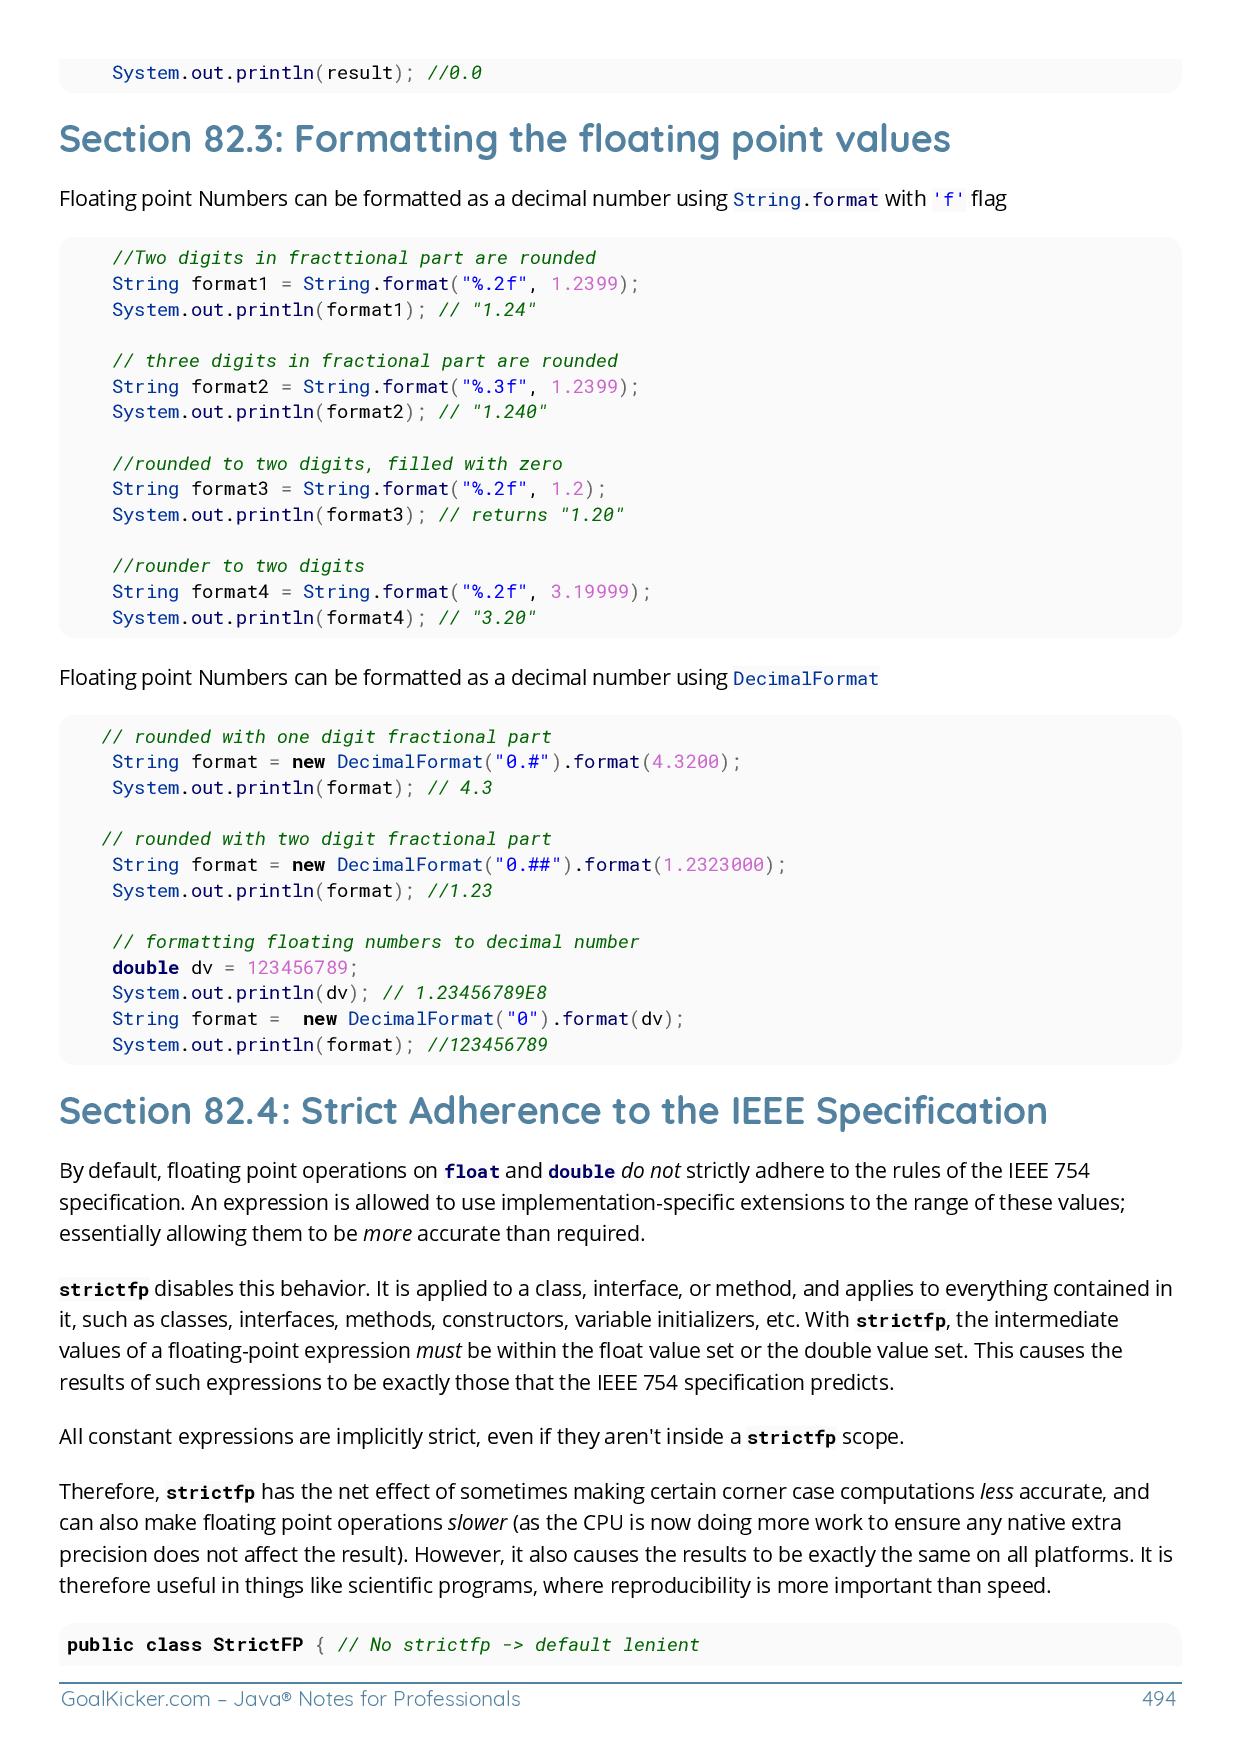 System.out.println(result); //0.0
Section 82.3: Formatting the floating point values
Floating point Numbers can be formatted as a decimal number using String.format with 'f' flag
//Two digits in fracttional part are rounded
String format1 = String.format("%.2f", 1.2399);
System.out.println(format1); // "1.24"
// three digits in fractional part are rounded
String format2 = String.format("%.3f", 1.2399);
System.out.println(format2); // "1.240"
//rounded to two digits, filled with zero
String format3 = String.format("%.2f", 1.2);
System.out.println(format3); // returns "1.20"
//rounder to two digits
String format4 = String.format("%.2f", 3.19999);
System.out.println(format4); // "3.20"
Floating point Numbers can be formatted as a decimal number using DecimalFormat
// rounded with one digit fractional part
String format = new DecimalFormat("0.#").format(4.3200);
System.out.println(format); // 4.3
// rounded with two digit fractional part
String format = new DecimalFormat("0.##").format(1.2323000);
System.out.println(format); //1.23
// formatting floating numbers to decimal number
double dv = 123456789;
System.out.println(dv); // 1.23456789E8
String format =  new DecimalFormat("0").format(dv);
System.out.println(format); //123456789
Section 82.4: Strict Adherence to the IEEE Specification
By default, floating point operations on float and double do not strictly adhere to the rules of the IEEE 754
specification. An expression is allowed to use implementation-specific extensions to the range of these values;
essentially allowing them to be more accurate than required.
strictfp disables this behavior. It is applied to a class, interface, or method, and applies to everything contained in
it, such as classes, interfaces, methods, constructors, variable initializers, etc. With strictfp, the intermediate
values of a floating-point expression must be within the float value set or the double value set. This causes the
results of such expressions to be exactly those that the IEEE 754 specification predicts.
All constant expressions are implicitly strict, even if they aren't inside a strictfp scope.
Therefore, strictfp has the net effect of sometimes making certain corner case computations less accurate, and
can also make floating point operations slower (as the CPU is now doing more work to ensure any native extra
precision does not affect the result). However, it also causes the results to be exactly the same on all platforms. It is
therefore useful in things like scientific programs, where reproducibility is more important than speed.
public class StrictFP { // No strictfp -> default lenient
GoalKicker.com – Java® Notes for Professionals
494